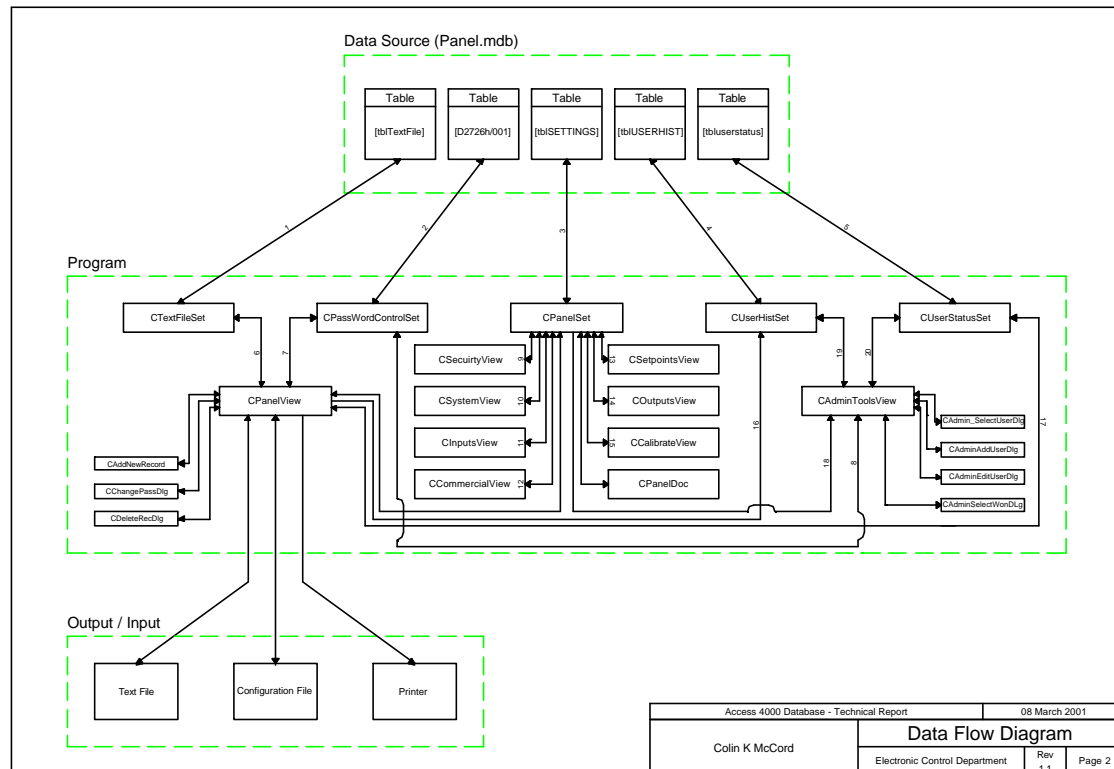 Data Source (Panel.mdb)
Table
Table
Table
Table
Table
[tblTextFile]
[D2726h/001]
[tblSETTINGS]
[tblUSERHIST]
[tbluserstatus]
1
2
3
4
5
Program
CTextFileSet
CPassWordControlSet
CPanelSet
CUserHistSet
CUserStatusSet
6
7
9
13
19
20
CSecuirtyView
CSetpointsView
CPanelView
CSystemView
10
14
COutputsView
CAdminToolsView
CAdmin_SelectUserDlg
17
16
CInputsView
11
15
CCalibrateView
CAdminAddUserDlg
CAddNewRecord
18
8
CCommercialView
12
CPanelDoc
CAdminEditUserDlg
CChangePassDlg
CAdminSelectWonDLg
CDeleteRecDlg
Output / Input
Text File
Configuration File
Printer
Access 4000 Database - Technical Report
08 March 2001
Colin K McCord
Data Flow Diagram
Electronic Control Department
Rev
1.1
Page 2